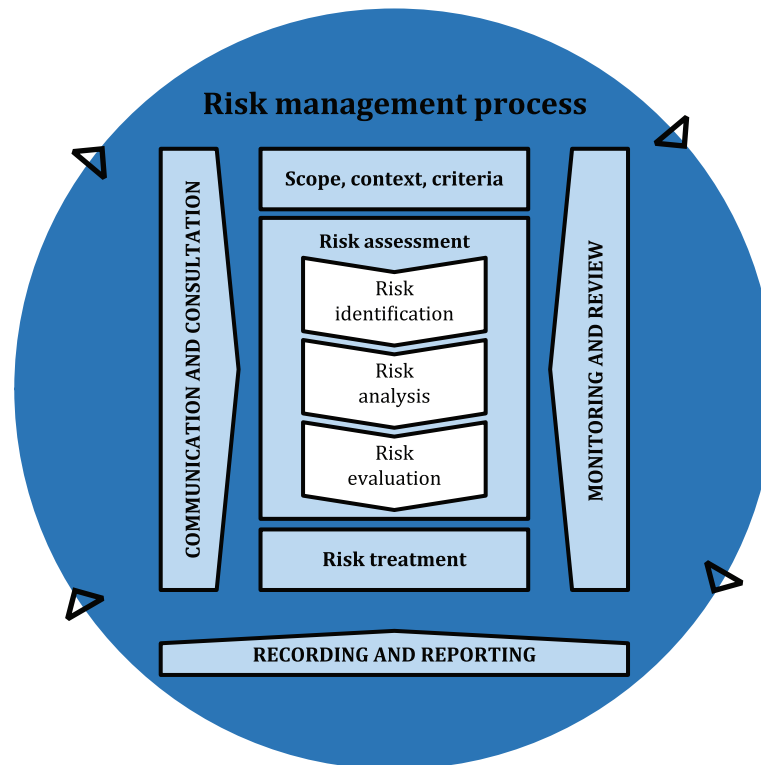 Risk management process
COMMUNICATION AND CONSULTATION
Scope, context, criteria
Risk assessment
Risk
identification
Risk
analysis
Risk
evaluation
Risk treatment
MONITORING AND REVIEW
RECORDING AND REPORTING